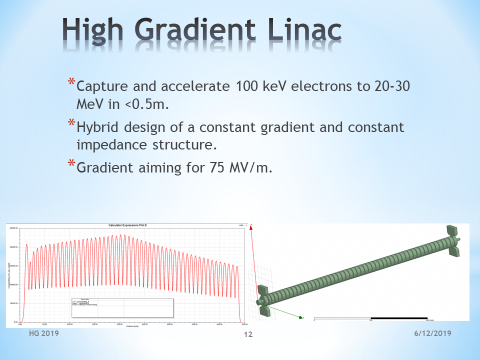 High Gradient Linac
*Capture and accelerate 100 keV electrons to 20-30
MeV in <0.5m.
*Hybrid design of a constant gradient and constant
impedance structure.
*Gradient aiming for 75 MV/m.
HG 2019
12
6/12/2019